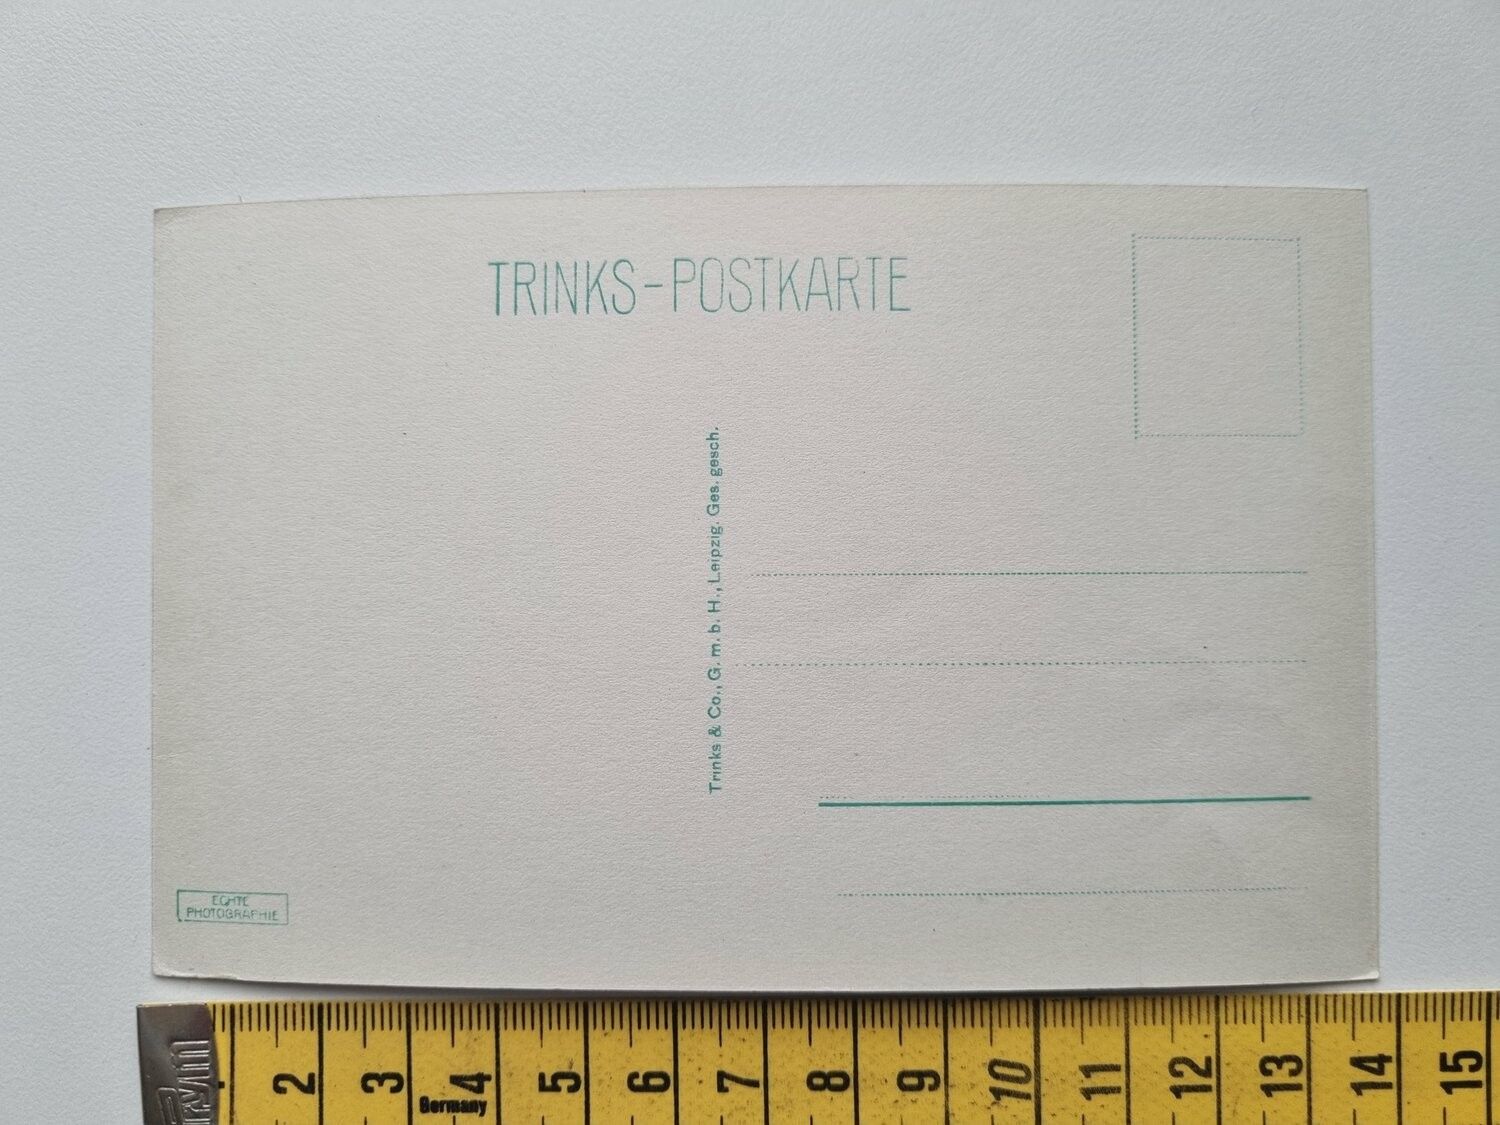 TRINKS-POSTKARTE
Trinks & Co., G. m. b. H., Leipzig. Ges. gesch.
ECHTE
PHOTOGRAPHIE
2 3 4 5 6 7 8 9 10 11 12 13 14 15
Germany